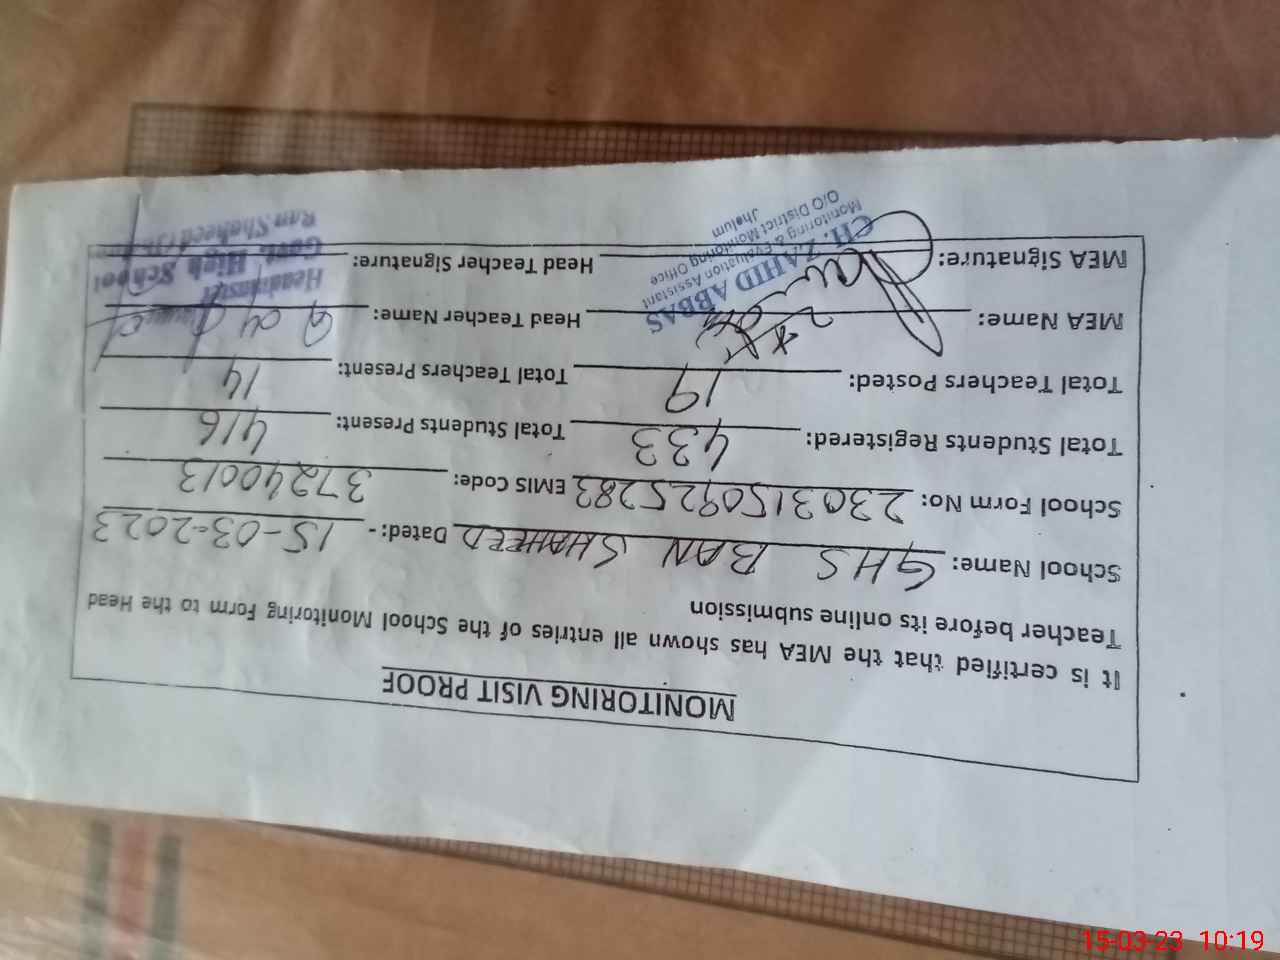 MONITORING VISIT PROOF
It is certified that the MEA has shown all entries of the School Monitoring Form to the Head
Teacher before its online submission
School Name: GHS BAN SHAHEED Dated:- 15-03-2023
School Form No: 2303150925283 EMIS Code: 37240013
Total Students Registered: 433 Total Students Present: 416
Total Teachers Posted: 19 Total Teachers Present: 14
MEA Name: Head Teacher Name:
MEA Signature: Head Teacher Signature:
CH. ZAHID ABBAS
Monitoring & Evaluation Assistant
O/O District Monitoring Office
Jhelum
Headmaster
Govt. High School
Ban Shaheed
15-03-23 10:19